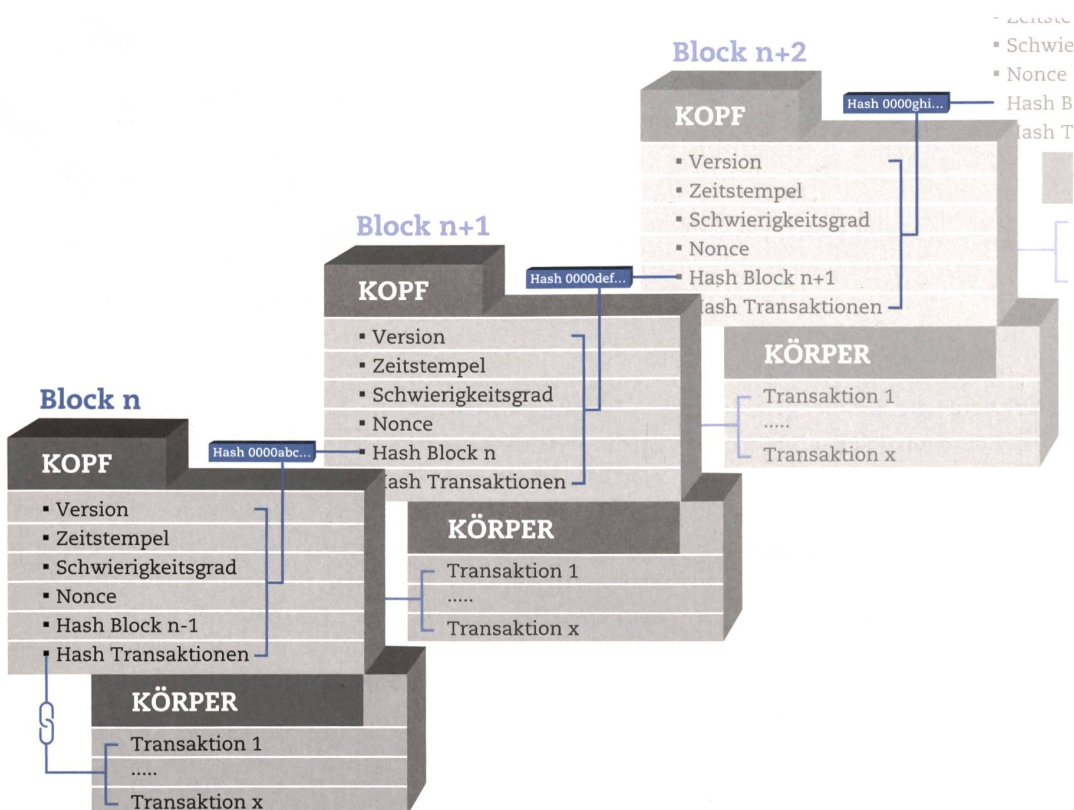 Block n
KOPF
Hash 0000abc...
▪ Version
▪ Zeitstempel
▪ Schwierigkeitsgrad
▪ Nonce
▪ Hash Block n-1
▪ Hash Transaktionen
KÖRPER
Transaktion 1
.....
Transaktion x
Block n+1
KOPF
Hash 0000def...
▪ Version
▪ Zeitstempel
▪ Schwierigkeitsgrad
▪ Nonce
▪ Hash Block n
Hash Transaktionen
KÖRPER
Transaktion 1
.....
Transaktion x
Block n+2
KOPF
Hash 0000ghi...
▪ Version
▪ Zeitstempel
▪ Schwierigkeitsgrad
▪ Nonce
▪ Hash Block n+1
Hash Transaktionen
KÖRPER
Transaktion 1
.....
Transaktion x
▪ Schwie
▪ Nonce
Hash B